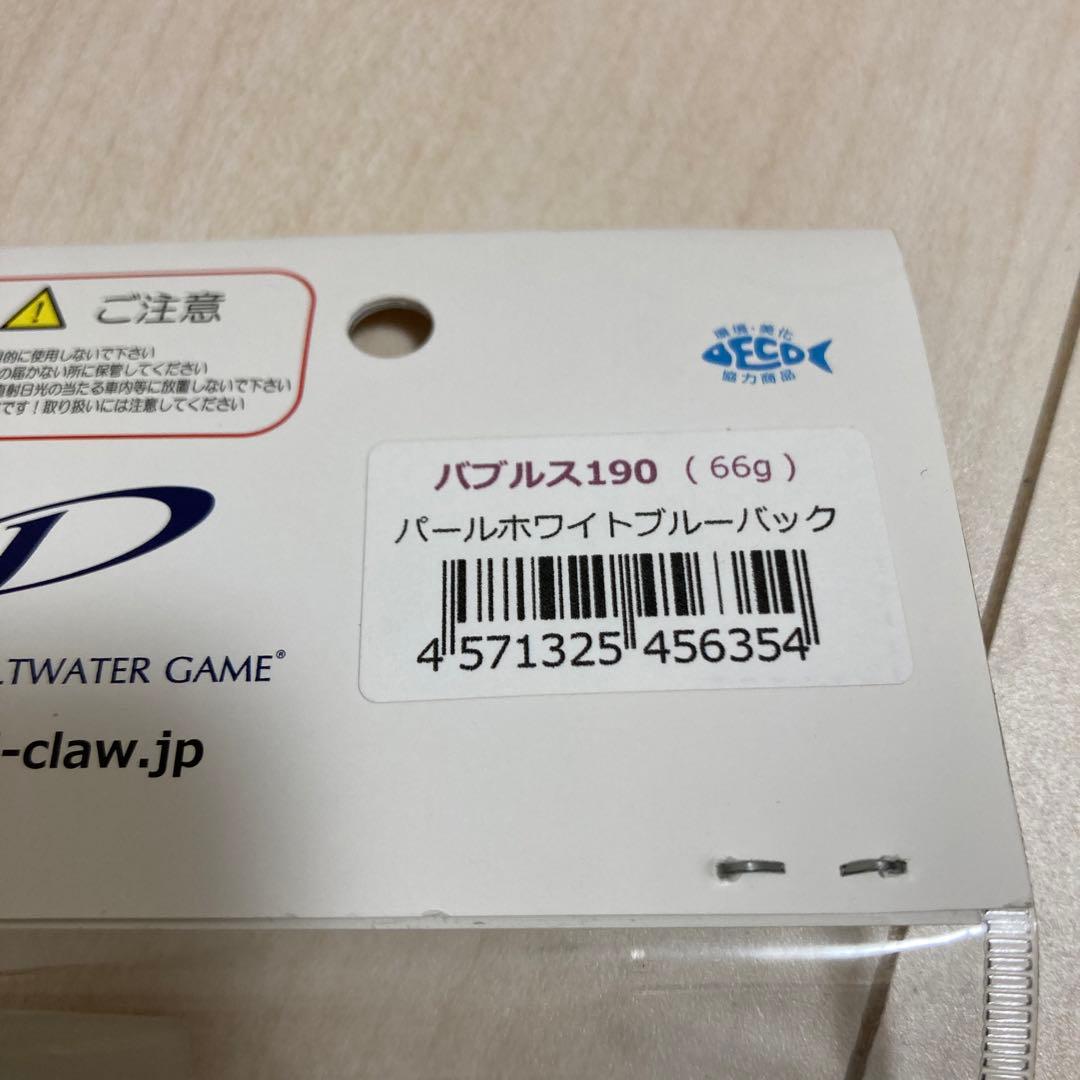 ご注意
的に使用しないで下さい
の届かない所に保管してください
直射日光の当たる車内等に放置しないで下さい
です！取り扱いには注意してください
環境・美化
ECO
協力商品
バブルス190 （ 66g ）
パールホワイトブルーバック
4 571325 456354
D
LTWATER GAME®
-claw.jp